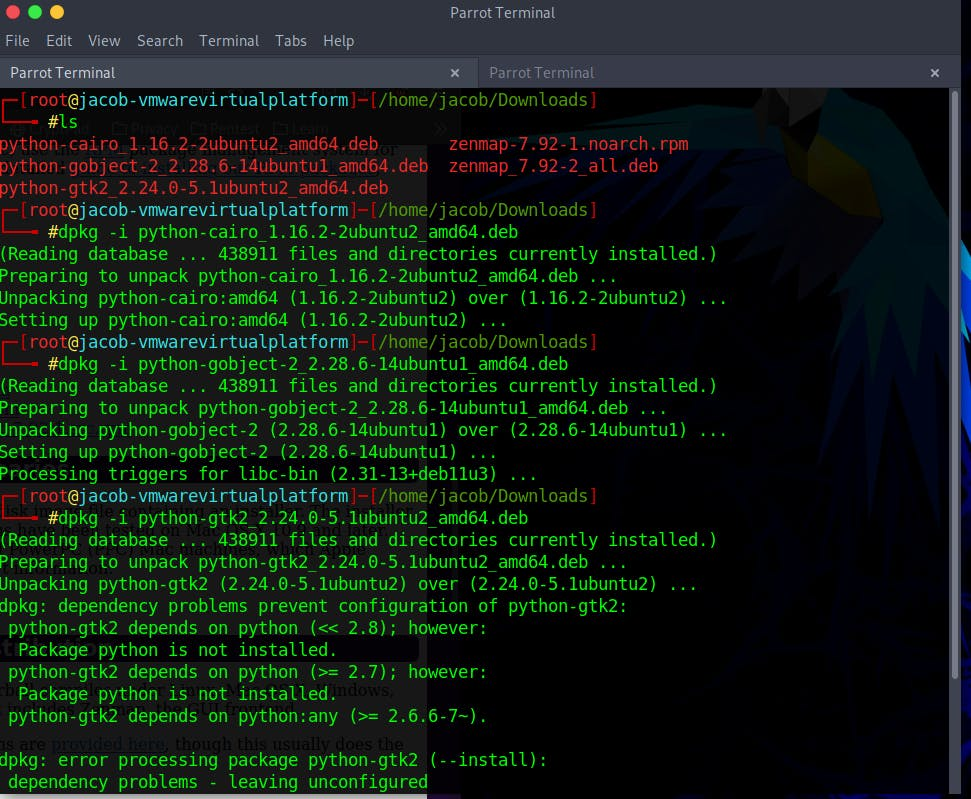 Parrot Terminal
File Edit View Search Terminal Tabs Help
Parrot Terminal × Parrot Terminal ×
┌─[root@jacob-vmwarevirtualplatform]─[/home/jacob/Downloads]
└──╼ #ls
python-cairo_1.16.2-2ubuntu2_amd64.deb zenmap-7.92-1.noarch.rpm
python-gobject-2_2.28.6-14ubuntu1_amd64.deb zenmap_7.92-2_all.deb
python-gtk2_2.24.0-5.1ubuntu2_amd64.deb
┌─[root@jacob-vmwarevirtualplatform]─[/home/jacob/Downloads]
└──╼ #dpkg -i python-cairo_1.16.2-2ubuntu2_amd64.deb
(Reading database ... 438911 files and directories currently installed.)
Preparing to unpack python-cairo_1.16.2-2ubuntu2_amd64.deb ...
Unpacking python-cairo:amd64 (1.16.2-2ubuntu2) over (1.16.2-2ubuntu2) ...
Setting up python-cairo:amd64 (1.16.2-2ubuntu2) ...
┌─[root@jacob-vmwarevirtualplatform]─[/home/jacob/Downloads]
└──╼ #dpkg -i python-gobject-2_2.28.6-14ubuntu1_amd64.deb
(Reading database ... 438911 files and directories currently installed.)
Preparing to unpack python-gobject-2_2.28.6-14ubuntu1_amd64.deb ...
Unpacking python-gobject-2 (2.28.6-14ubuntu1) over (2.28.6-14ubuntu1) ...
Setting up python-gobject-2 (2.28.6-14ubuntu1) ...
Processing triggers for libc-bin (2.31-13+deb11u3) ...
┌─[root@jacob-vmwarevirtualplatform]─[/home/jacob/Downloads]
└──╼ #dpkg -i python-gtk2_2.24.0-5.1ubuntu2_amd64.deb
(Reading database ... 438911 files and directories currently installed.)
Preparing to unpack python-gtk2_2.24.0-5.1ubuntu2_amd64.deb ...
Unpacking python-gtk2 (2.24.0-5.1ubuntu2) over (2.24.0-5.1ubuntu2) ...
dpkg: dependency problems prevent configuration of python-gtk2:
python-gtk2 depends on python (<< 2.8); however:
Package python is not installed.
python-gtk2 depends on python (>= 2.7); however:
Package python is not installed.
python-gtk2 depends on python:any (>= 2.6.6-7~).
ns are provided here, though this usually does the
dpkg: error processing package python-gtk2 (--install):
dependency problems - leaving unconfigured